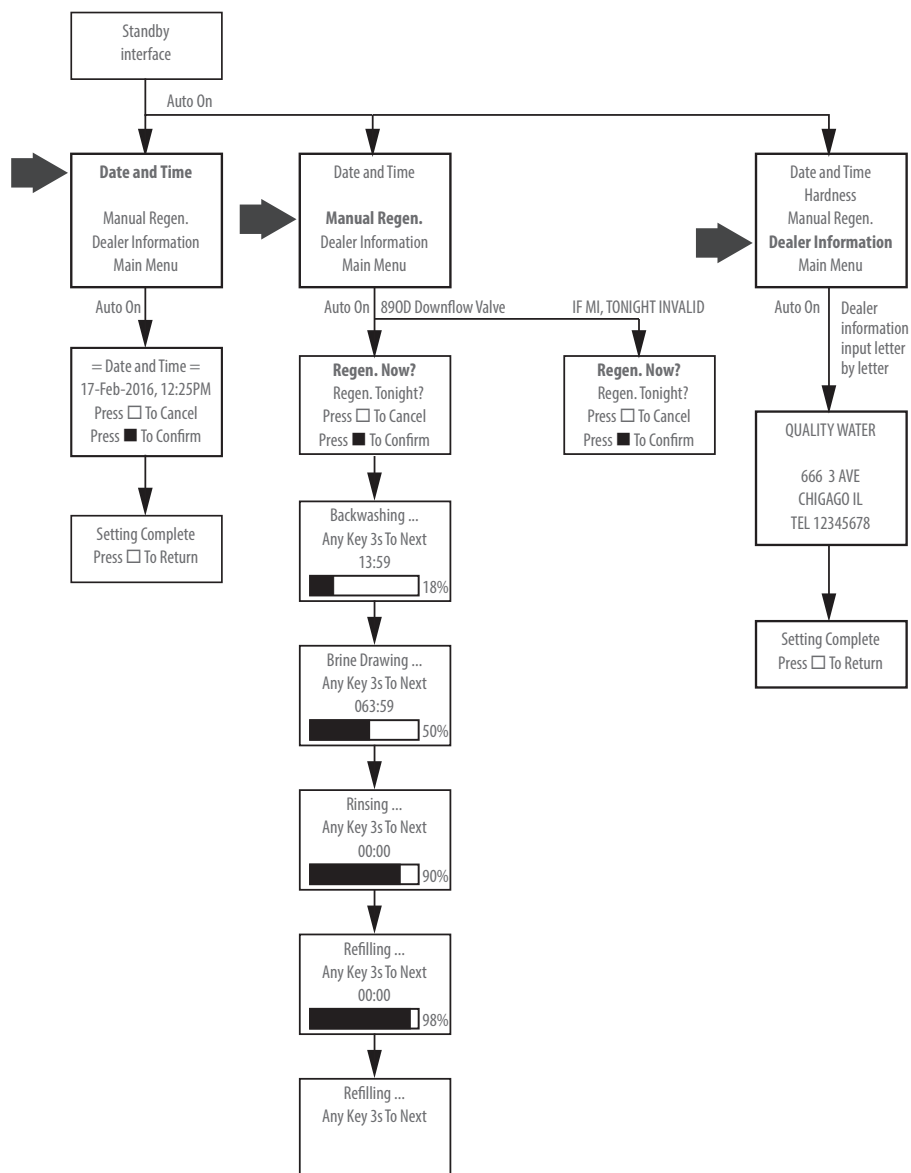 Standby
interface
Auto On
Date and Time
Manual Regen.
Dealer Information
Main Menu
Auto On
= Date and Time =
17-Feb-2016, 12:25PM
Press □ To Cancel
Press ■ To Confirm
Setting Complete
Press □ To Return
Date and Time
Manual Regen.
Dealer Information
Main Menu
Auto On
890D Downflow Valve
IF MI, TONIGHT INVALID
Regen. Now?
Regen. Tonight?
Press □ To Cancel
Press ■ To Confirm
Regen. Now?
Regen. Tonight?
Press □ To Cancel
Press ■ To Confirm
Backwashing ...
Any Key 3s To Next
13:59
18%
Brine Drawing ...
Any Key 3s To Next
063:59
50%
Rinsing ...
Any Key 3s To Next
00:00
90%
Refilling ...
Any Key 3s To Next
00:00
98%
Refilling ...
Any Key 3s To Next
Date and Time
Hardness
Manual Regen.
Dealer Information
Main Menu
Auto On
Dealer
information
input letter
by letter
QUALITY WATER
666 3 AVE
CHIGAGO IL
TEL 12345678
Setting Complete
Press □ To Return